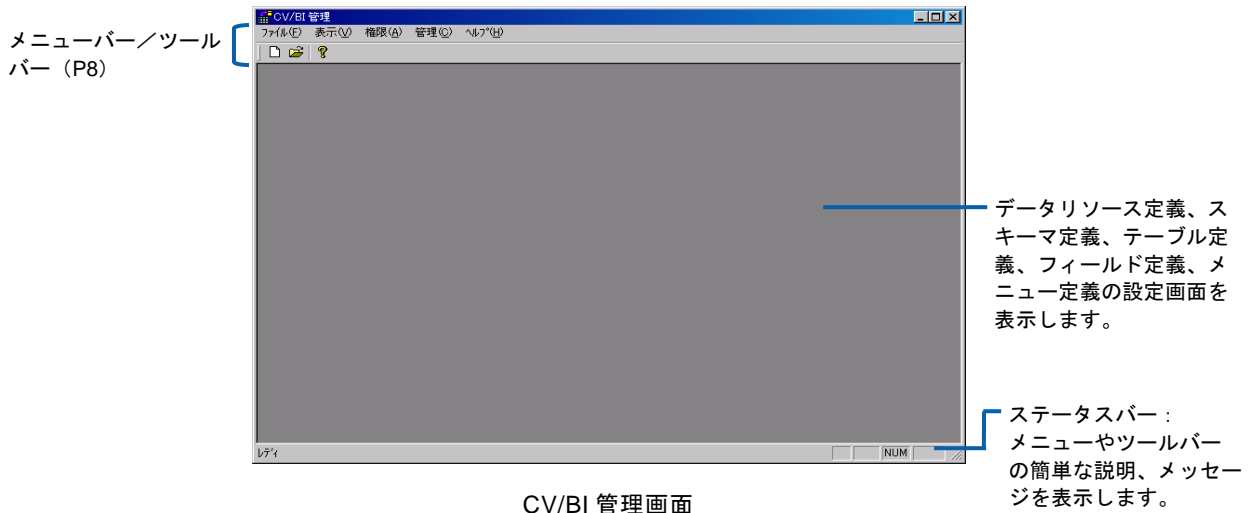 CV/BI 管理
ﾌｧｲﾙ(F) 表示(V) 権限(A) 管理(C) ﾍﾙﾌﾟ(H)
メニューバー／ツール
バー（P8）
データリソース定義、ス
キーマ定義、テーブル定
義、フィールド定義、メ
ニュー定義の設定画面を
表示します。
ステータスバー：
メニューやツールバー
の簡単な説明、メッセー
ジを表示します。
ﾚﾃﾞｨ
NUM
CV/BI 管理画面